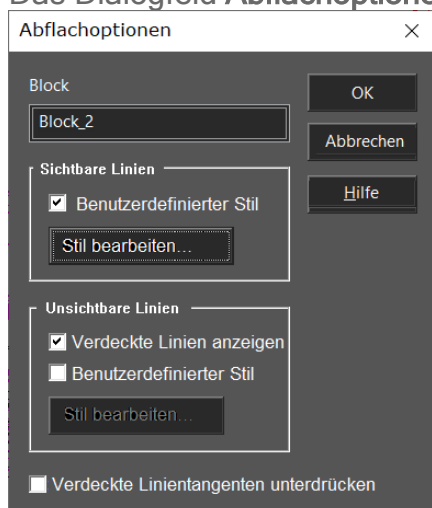 Das Dialogfeld Abflachoptione
Abflachoptionen
Block
Block_2
OK
Abbrechen
Hilfe
Sichtbare Linien
Benutzerdefinierter Stil
Stil bearbeiten...
Unsichtbare Linien
Verdeckte Linien anzeigen
Benutzerdefinierter Stil
Stil bearbeiten...
Verdeckte Linientangenten unterdrücken